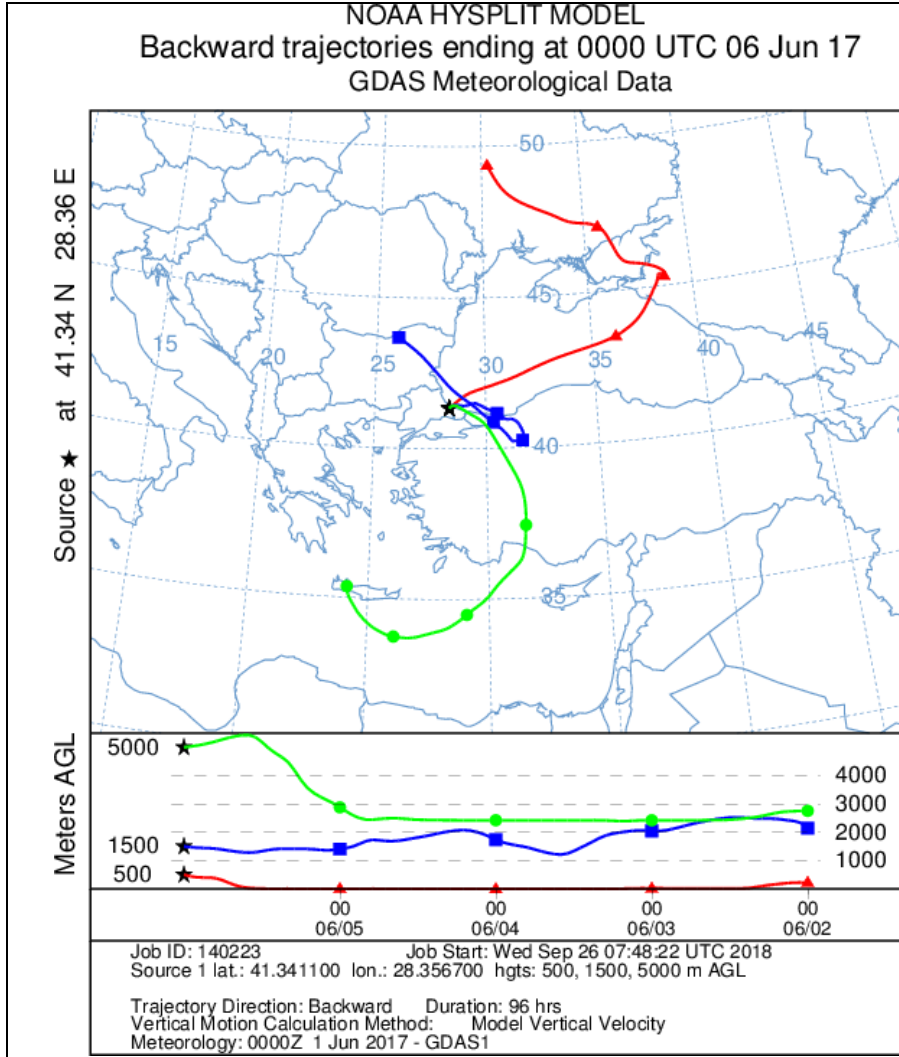 NOAA HYSPLIT MODEL
Backward trajectories ending at 0000 UTC 06 Jun 17
GDAS Meteorological Data
Source ★ at 41.34 N 28.36 E
50
45
45
15
20
25
30
35
40
40
35
Meters AGL
5000
1500
500
4000
3000
2000
1000
00 00 00 00
06/05 06/04 06/03 06/02
Job ID: 140223 Job Start: Wed Sep 26 07:48:22 UTC 2018
Source 1 lat.: 41.341100 lon.: 28.356700 hgts: 500, 1500, 5000 m AGL
Trajectory Direction: Backward Duration: 96 hrs
Vertical Motion Calculation Method: Model Vertical Velocity
Meteorology: 0000Z 1 Jun 2017 - GDAS1